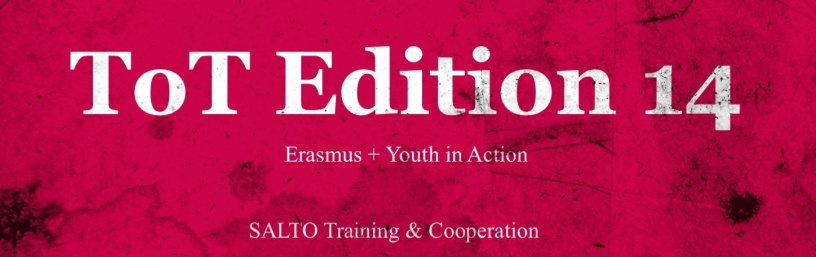 ToT Edition 14
Erasmus + Youth in Action
SALTO Training & Cooperation